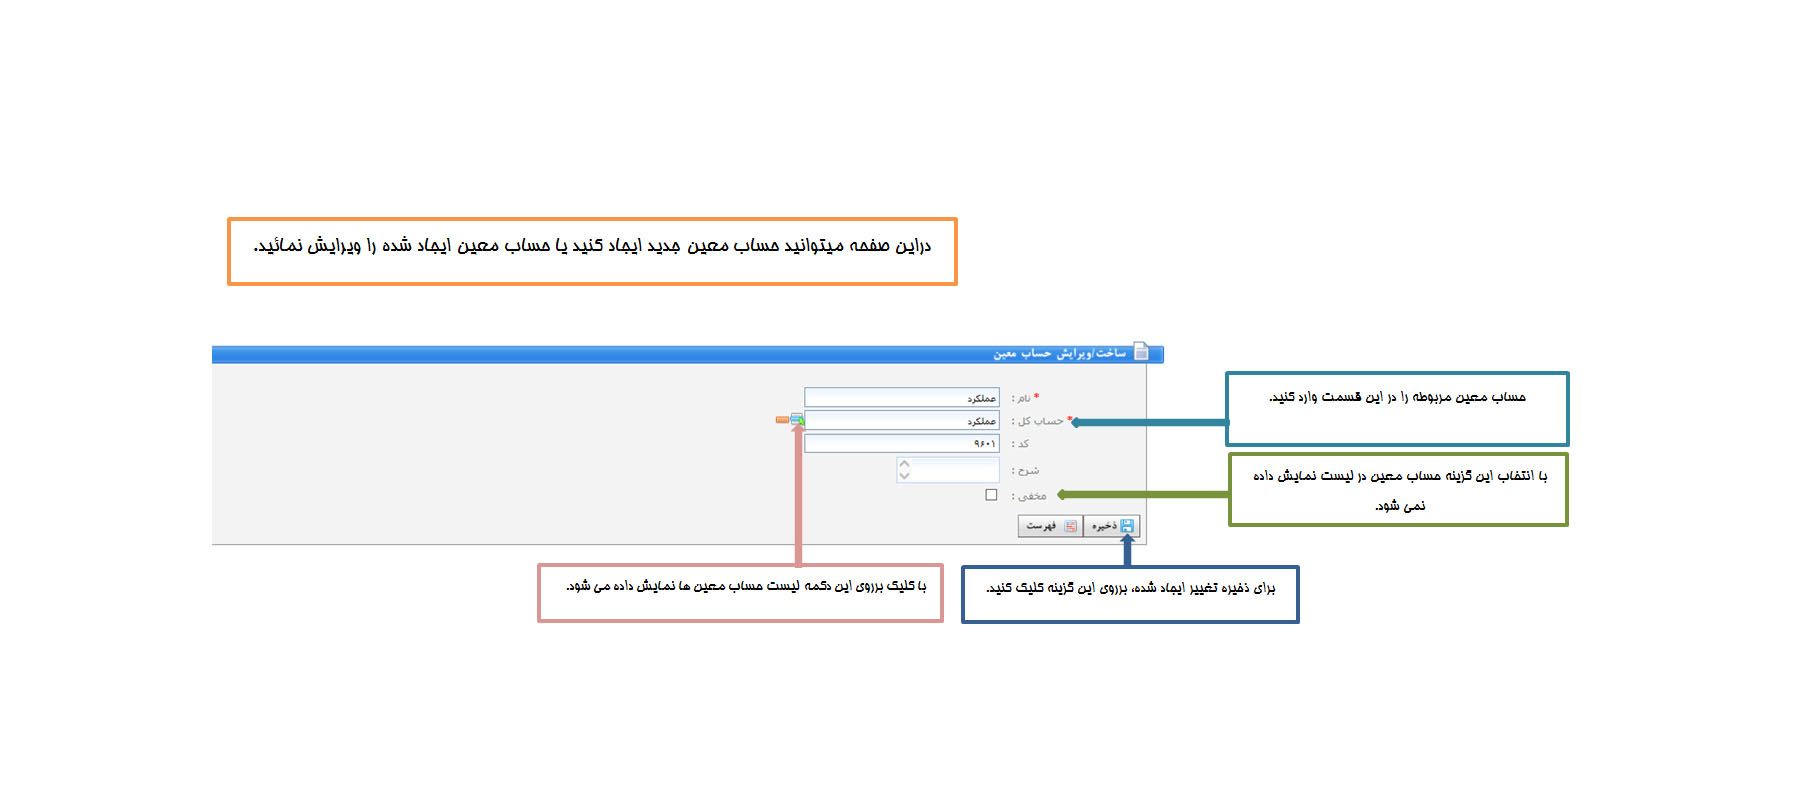 دراین صفحه میتوانید حساب معین جدید ایجاد کنید یا حساب معین ایجاد شده را ویرایش نمائید.
ساخت/ویرایش حساب معین
* نام : عملکرد
* حساب کل : عملکرد
کد : ۹۶۰۱
شرح :
مخفی :
ذخیره فهرست
حساب معین مربوطه را در این قسمت وارد کنید.
با انتخاب این گزینه حساب معین در لیست نمایش داده
نمی شود.
برای ذخیره تغییر ایجاد شده، برروی این گزینه کلیک کنید.
با کلیک برروی این دکمه لیست حساب معین ها نمایش داده می شود.